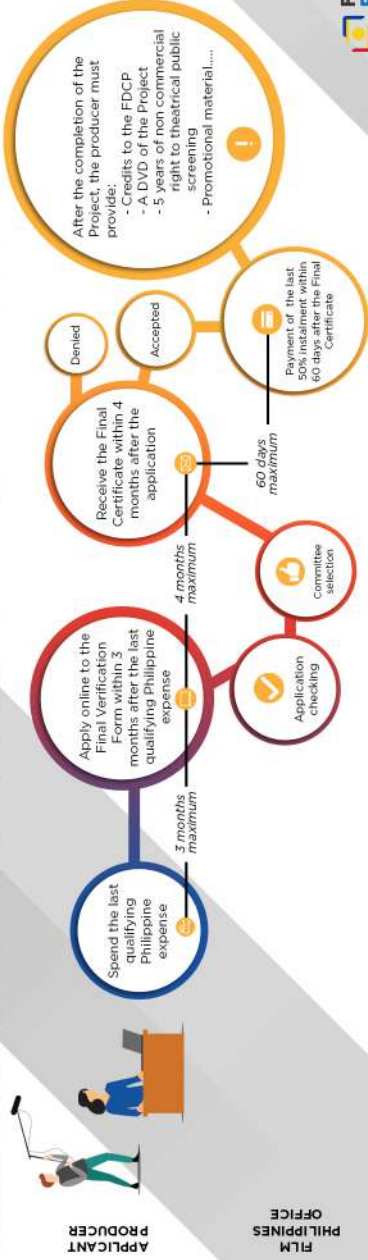 APPLICANT
PRODUCER
FILM
PHILIPPINES
OFFICE
Spend the last
qualifying
Philippine
expense
3 months
maximum
Apply online to the
Final Verification
Form within 3
months after the last
qualifying Philippine
expense
Application
checking
Committee
selection
4 months
maximum
Receive the Final
Certificate within 4
months after the
application
Denied
Accepted
60 days
maximum
Payment of the last
50% instalment within
60 days after the Final
Certificate
After the completion of the
Project, the producer must
provide:
- Credits to the FDCP
- A DVD of the Project
- 5 years of non commercial
right to theatrical public
screening
- Promotional material.....